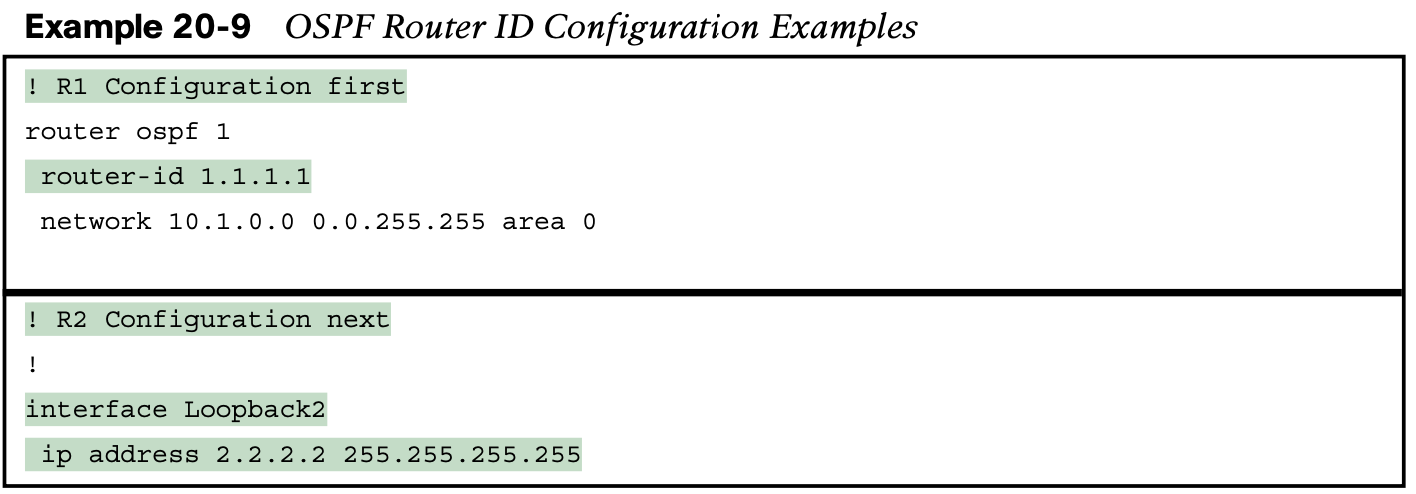 Example 20-9 OSPF Router ID Configuration Examples
! R1 Configuration first
router ospf 1
 router-id 1.1.1.1
 network 10.1.0.0 0.0.255.255 area 0
! R2 Configuration next
!
interface Loopback2
 ip address 2.2.2.2 255.255.255.255